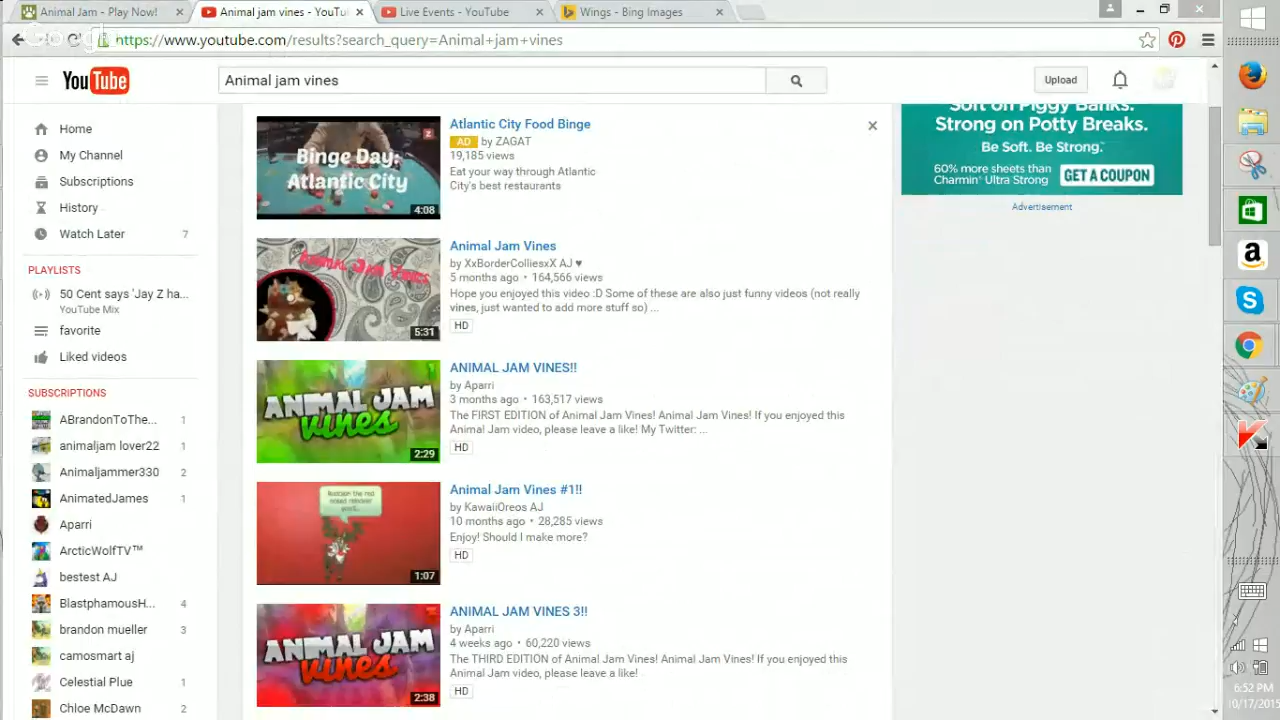 Animal Jam - Play Now!
Animal jam vines - YouTu
Live Events - YouTube
Wings - Bing Images
https://www.youtube.com/results?search_query=Animal+jam+vines
YouTube
Animal jam vines
Upload
Home
My Channel
Subscriptions
History
Watch Later 7
PLAYLISTS
50 Cent says 'Jay Z ha...
YouTube Mix
favorite
Liked videos
SUBSCRIPTIONS
ABrandonToThe... 1
animaljam lover22 1
Animaljammer330 2
AnimatedJames 1
Aparri
ArcticWolfTV™
bestest AJ
BlastphamousH... 4
brandon mueller 3
camosmart aj
Celestial Plue 1
Chloe McDawn 2
Binge Day:
Atlantic City
4:08
Atlantic City Food Binge
AD by ZAGAT
19,185 views
Eat your way through Atlantic
City's best restaurants
ANIMAL JAM VINES
5:31
Animal Jam Vines
by XxBorderColliesxX AJ ♥
5 months ago • 164,566 views
Hope you enjoyed this video :D Some of these are also just funny videos (not really
vines, just wanted to add more stuff so) ...
HD
ANIMAL JAM
vines
2:29
ANIMAL JAM VINES!!
by Aparri
3 months ago • 163,517 views
The FIRST EDITION of Animal Jam Vines! Animal Jam Vines! If you enjoyed this
Animal Jam video, please leave a like! My Twitter: ...
HD
1:07
Animal Jam Vines #1!!
by KawaiiOreos AJ
10 months ago • 28,285 views
Enjoy! Should I make more?
HD
ANIMAL JAM
vines
2:38
ANIMAL JAM VINES 3!!
by Aparri
4 weeks ago • 60,220 views
The THIRD EDITION of Animal Jam Vines! Animal Jam Vines! If you enjoyed this
Animal Jam video, please leave a like!
HD
Soft on Piggy Banks.
Strong on Potty Breaks.
Be Soft. Be Strong.™
60% more sheets than
Charmin® Ultra Strong
GET A COUPON
Advertisement
6:52 PM
10/17/2015